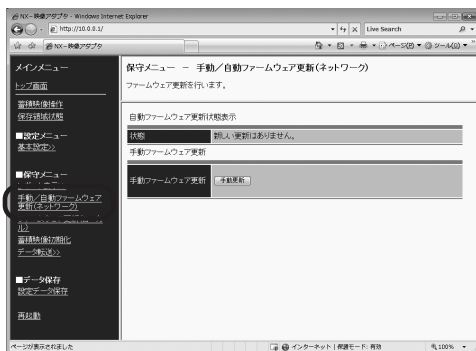 NX－映像アダプタ - Windows Internet Explorer
http://10.0.0.1/
Live Search
NX－映像アダプタ
ページ(P)
ツール(O)
メインメニュー
トップ画面
蓄積映像操作
保存領域状態
■設定メニュー
基本設定>>
■保守メニュー
手動／自動ファームウェア
更新(ネットワーク)
ル)
蓄積映像初期化
データ転送>>
■データ保存
設定データ保存
再起動
保守メニュー － 手動／自動ファームウェア更新(ネットワーク)
ファームウェア更新を行います。
自動ファームウェア更新状態表示
状態
新しい更新はありません。
手動ファームウェア更新
手動ファームウェア更新
手動更新
ページが表示されました
インターネット | 保護モード: 有効
100%